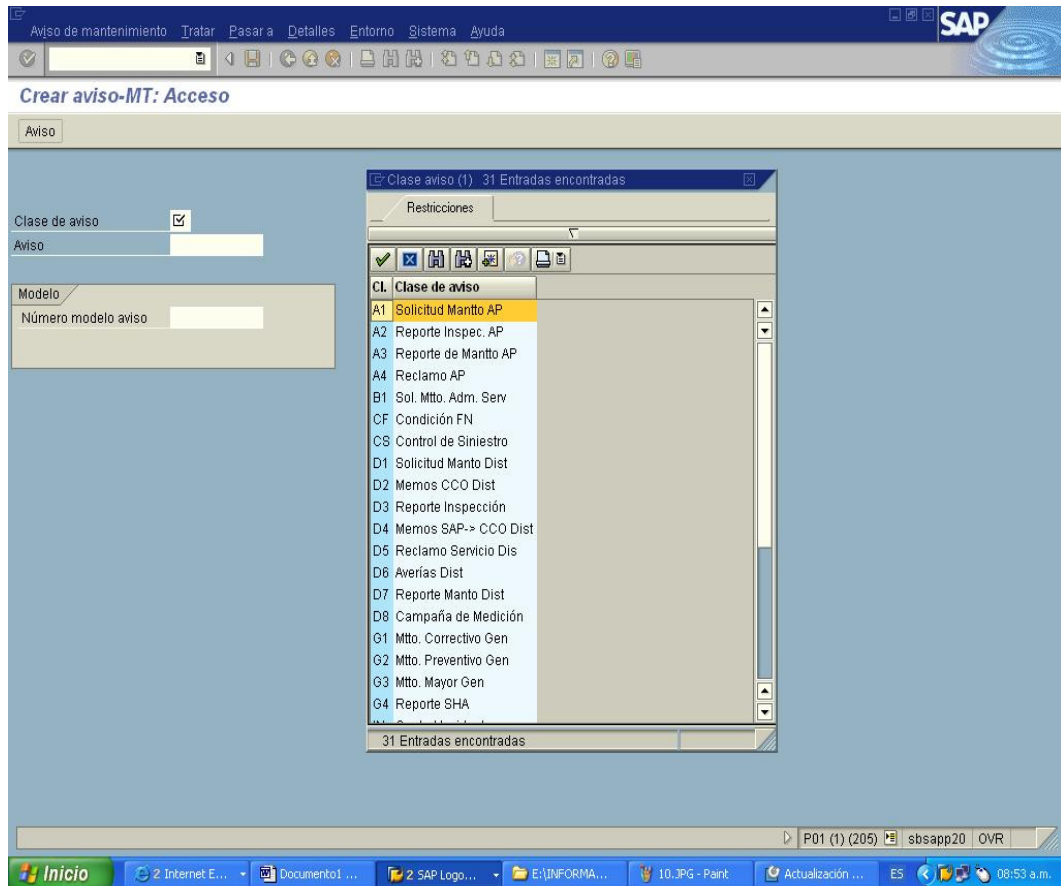 Aviso de mantenimiento Tratar Pasar a Detalles Entorno Sistema Ayuda
SAP
Crear aviso-MT: Acceso
Aviso
Clase de aviso
Aviso
Modelo
Número modelo aviso
Clase aviso (1) 31 Entradas encontradas
Restricciones
Cl. Clase de aviso
A1 Solicitud Mantto AP
A2 Reporte Inspec. AP
A3 Reporte de Mantto AP
A4 Reclamo AP
B1 Sol. Mtto. Adm. Serv
CF Condición FN
CS Control de Siniestro
D1 Solicitud Manto Dist
D2 Memos CCO Dist
D3 Reporte Inspección
D4 Memos SAP-> CCO Dist
D5 Reclamo Servicio Dis
D6 Averías Dist
D7 Reporte Manto Dist
D8 Campaña de Medición
G1 Mtto. Correctivo Gen
G2 Mtto. Preventivo Gen
G3 Mtto. Mayor Gen
G4 Reporte SHA
31 Entradas encontradas
P01 (1) (205) sbsapp20 OVR
Inicio 2 Internet E... Documento1 ... 2 SAP Logo... E:\INFORMA... 10.JPG - Paint Actualización ... ES 08:53 a.m.